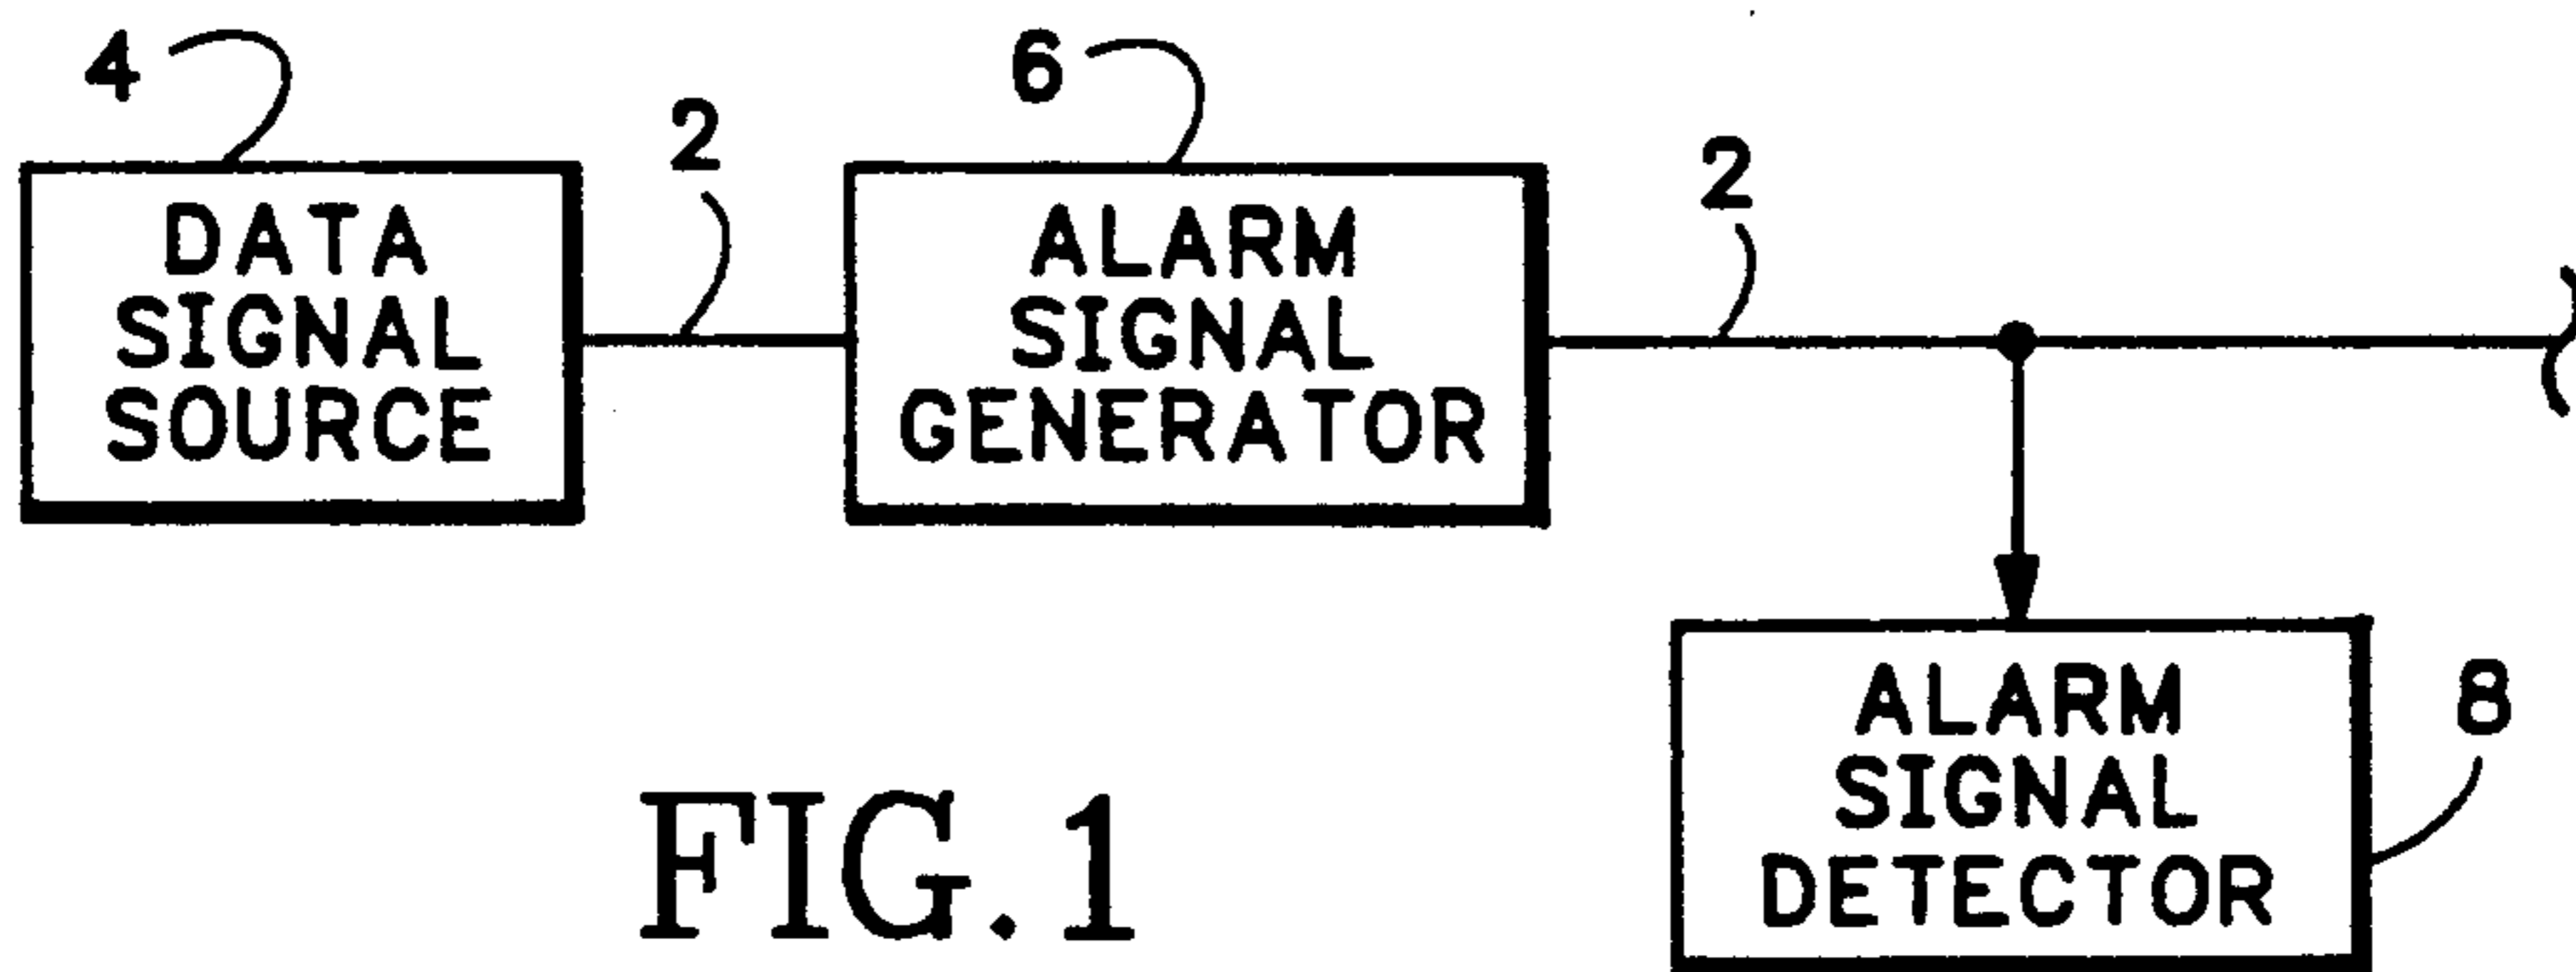 4
6
2
2
DATA
SIGNAL
SOURCE
ALARM
SIGNAL
GENERATOR
ALARM
SIGNAL
DETECTOR
8
FIG.1